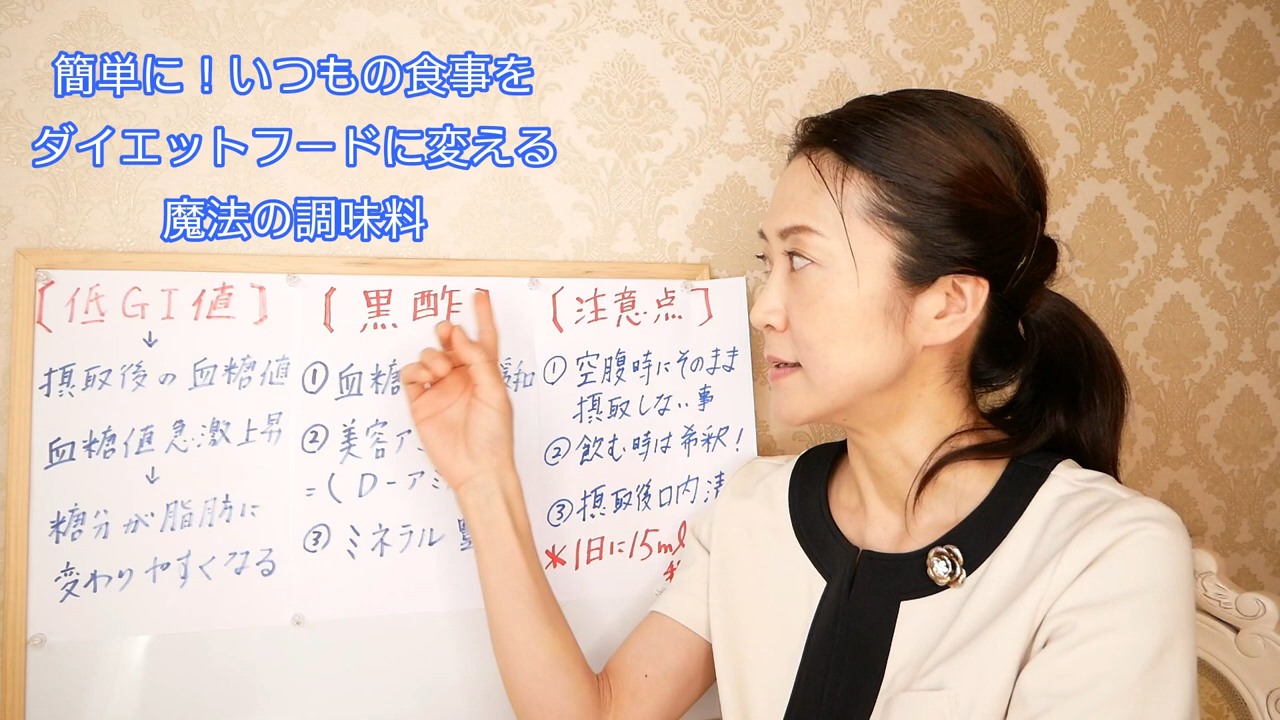 簡単に！いつもの食事を
ダイエットフードに変える
魔法の調味料
【低GI値】
↓
摂取後の血糖値
血糖値急激上昇
↓
糖分が脂肪に
変わりやすくなる
【黒酢】
①血糖 緩和
②美容ア
=(D-アミ
③ミネラル
【注意点】
①空腹時にそのまま
摂取しない事
②飲む時は希釈！
③摂取後口内清
*1日に15ml